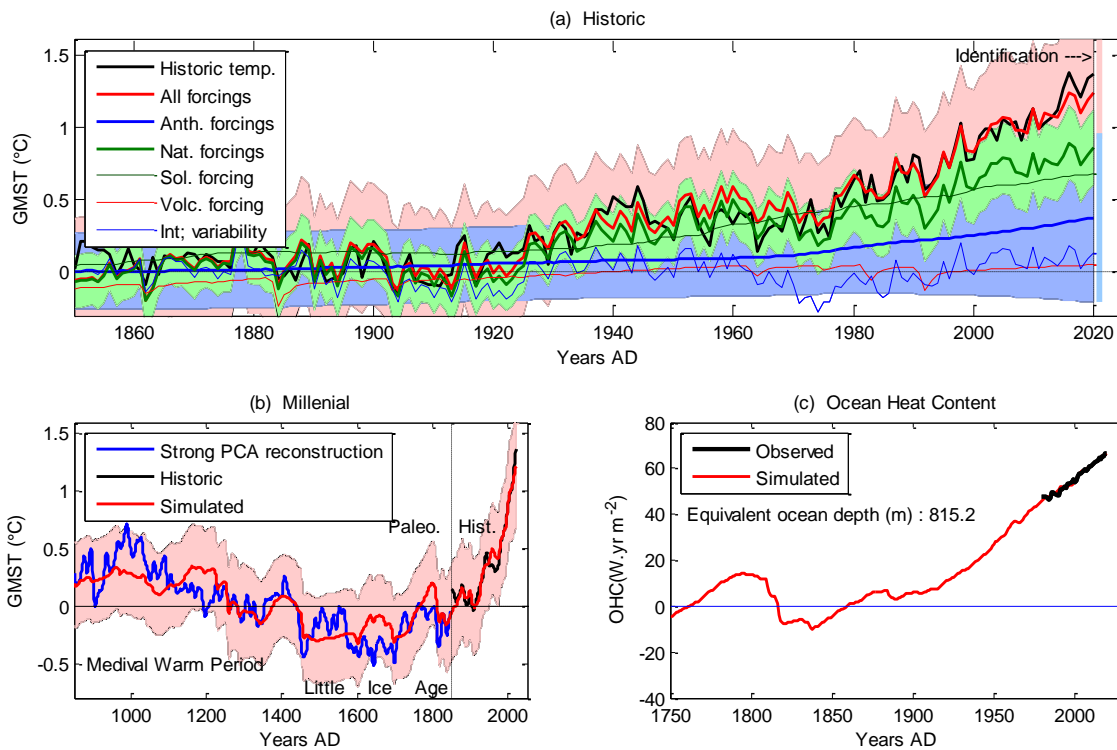 (a) Historic
GMST (°C)
1.5
1
0.5
0
Historic temp.
All forcings
Anth. forcings
Nat. forcings
Sol. forcing
Volc. forcing
Int; variability
Identification --->
1860 1880 1900 1920 1940 1960 1980 2000 2020
Years AD
(b) Millenial
GMST (°C)
1.5
1
0.5
0
-0.5
Strong PCA reconstruction
Historic
Simulated
Paleo. Hist.
Medival Warm Period
Little Ice Age
1000 1200 1400 1600 1800 2000
Years AD
(c) Ocean Heat Content
OHC(W.yr m-2)
80
60
40
20
0
-20
-40
Observed
Simulated
Equivalent ocean depth (m) : 815.2
1750 1800 1850 1900 1950 2000
Years AD